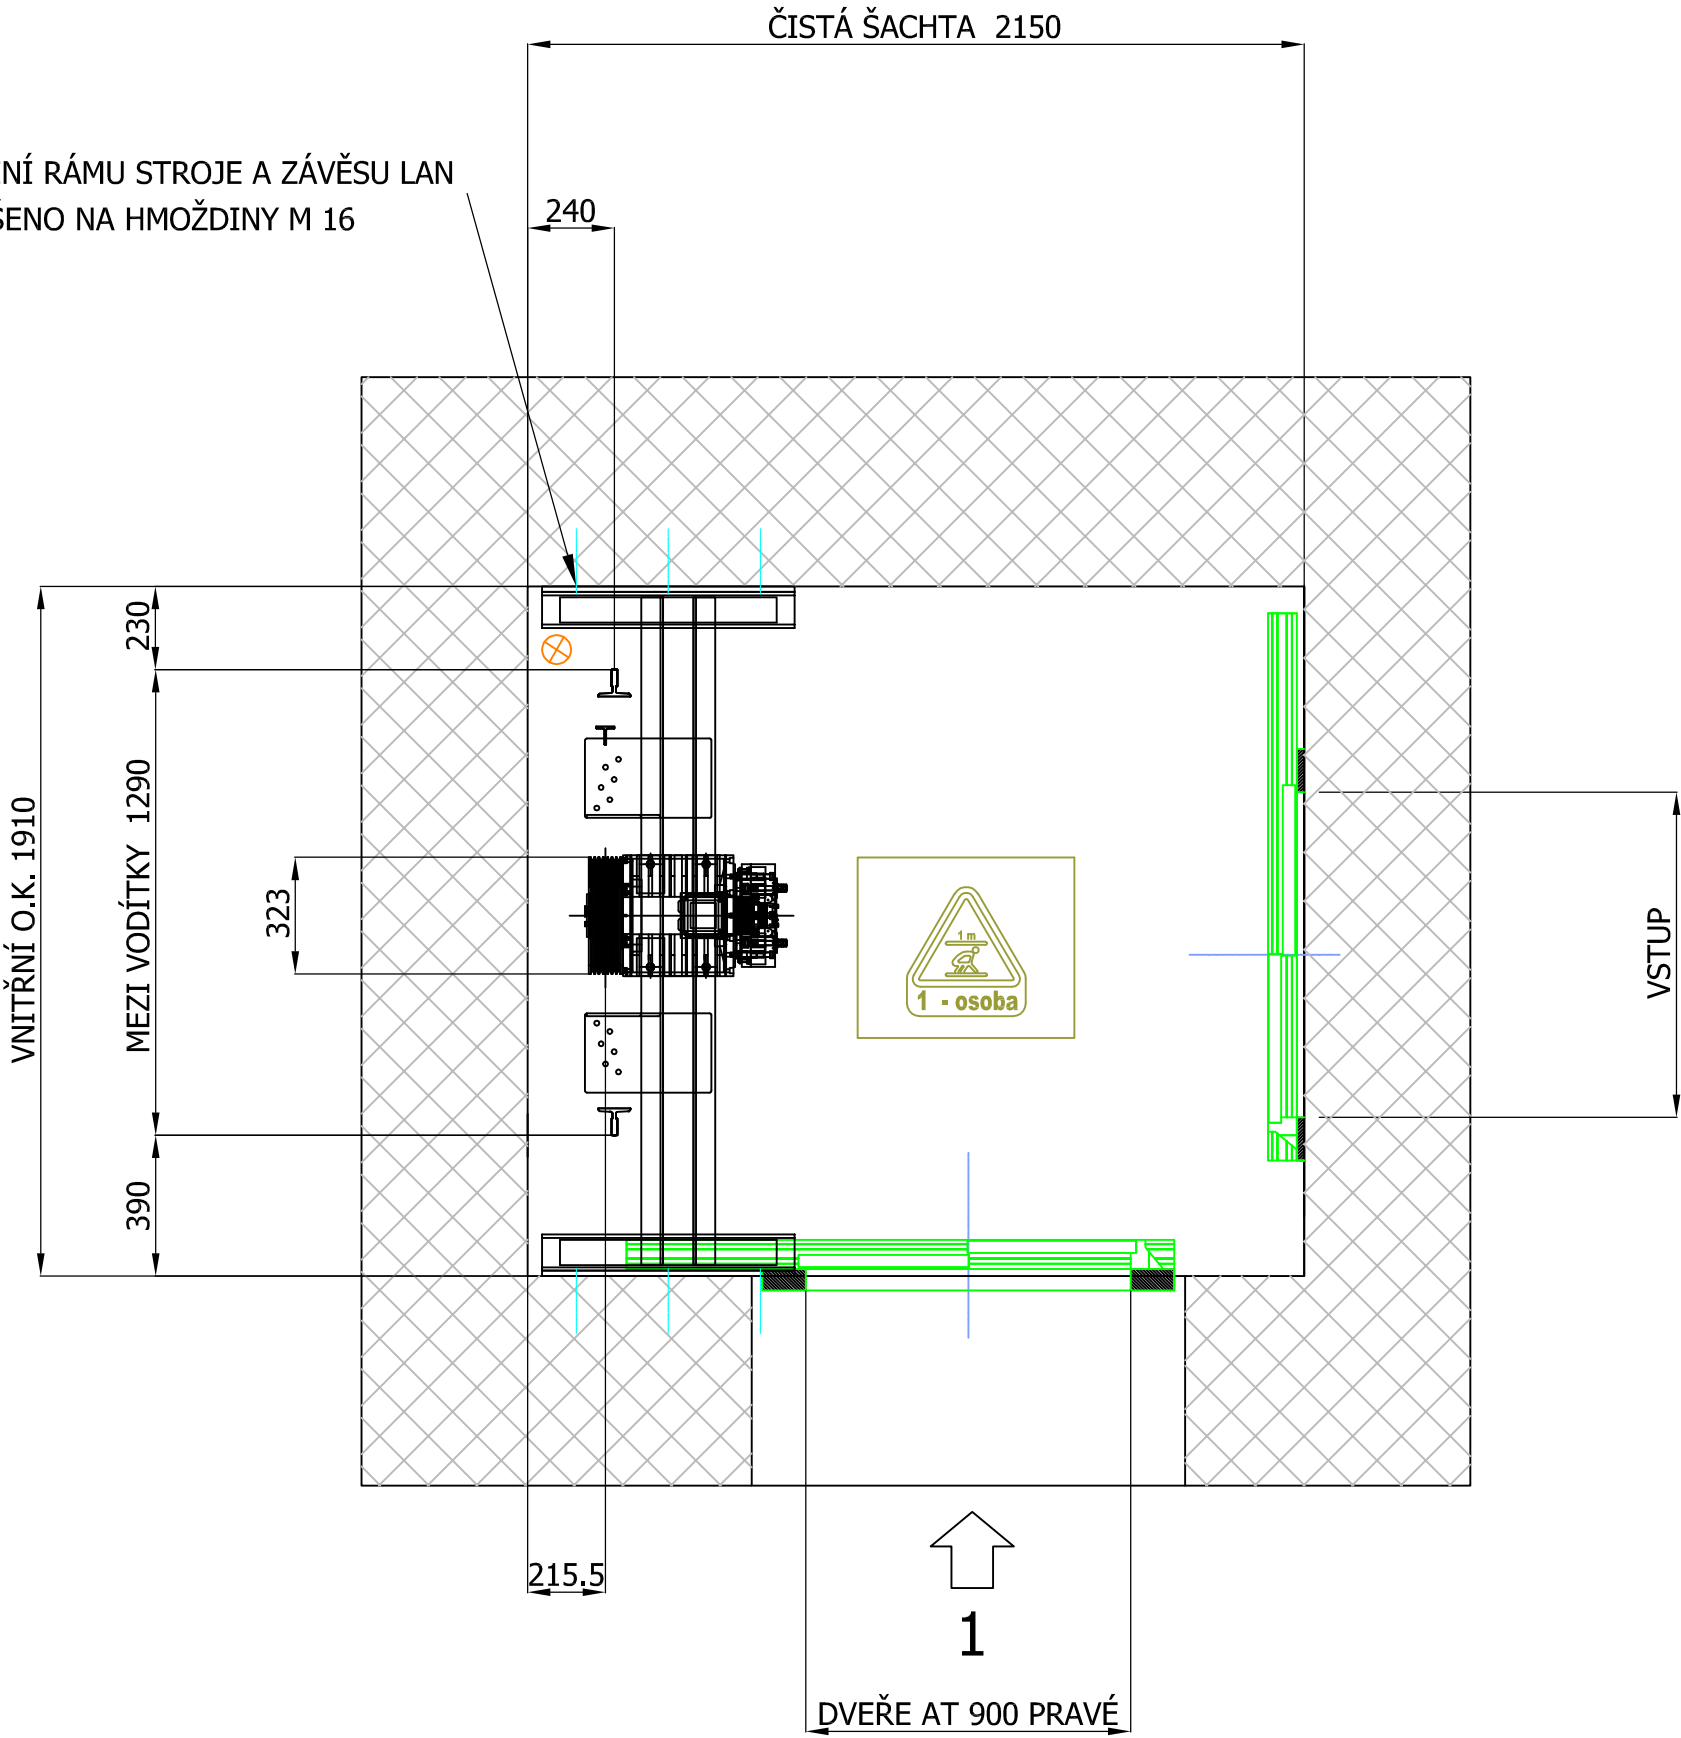 ČISTÁ ŠACHTA 2150
NÍ RÁMU STROJE A ZÁVĚSU LAN
ŠENO NA HMOŽDINY M 16
240
230
VNITŘNÍ O.K. 1910
MEZI VODÍTKY 1290
323
390
1 m
1 - osoba
VSTUP
215.5
1
DVEŘE AT 900 PRAVÉ